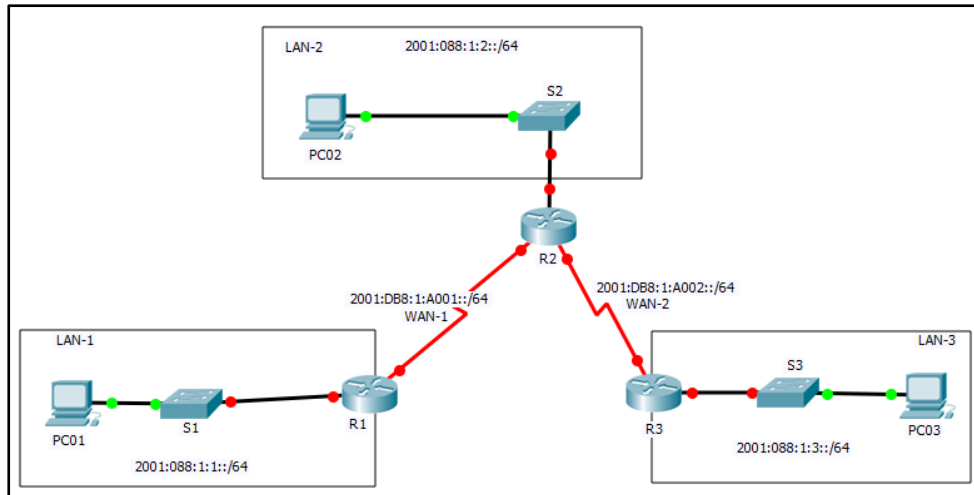 LAN-2
2001:088:1:2::/64
S2
PC02
R2
2001:DB8:1:A001::/64
WAN-1
2001:DB8:1:A002::/64
WAN-2
LAN-1
PC01
S1
R1
2001:088:1:1::/64
LAN-3
S3
R3
PC03
2001:088:1:3::/64